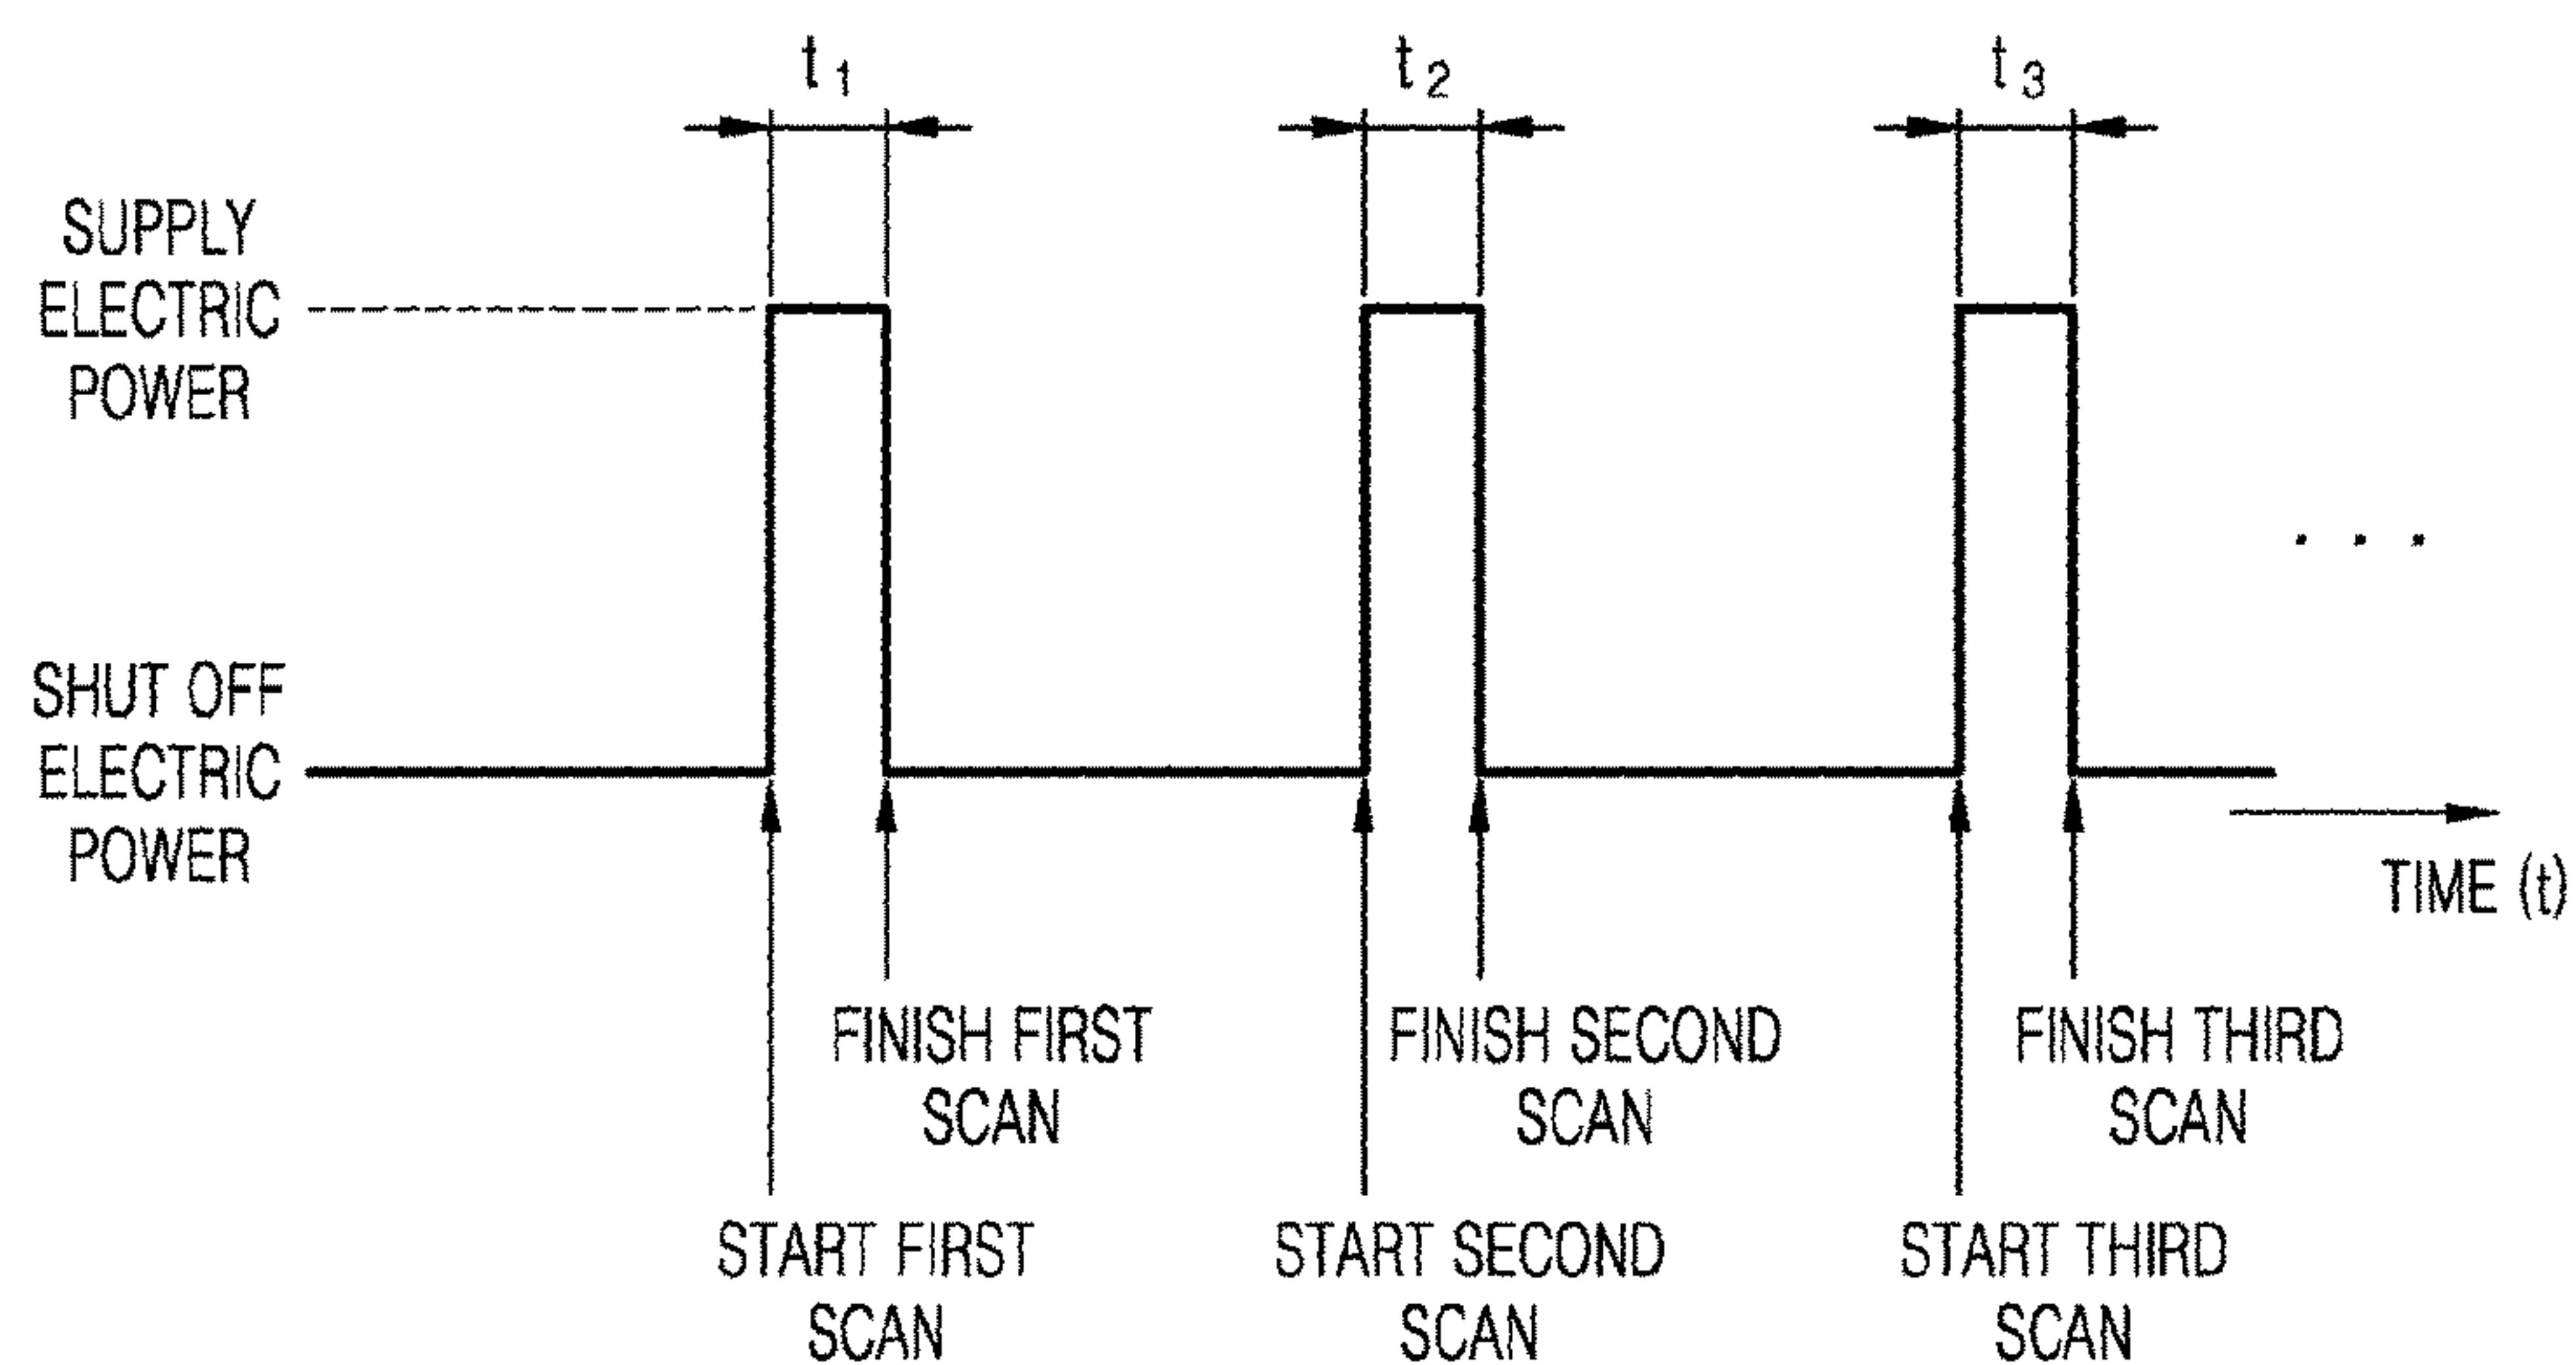 t1
t2
t3
SUPPLY
ELECTRIC
POWER
SHUT OFF
ELECTRIC
POWER
. . .
TIME (t)
FINISH FIRST
SCAN
FINISH SECOND
SCAN
FINISH THIRD
SCAN
START FIRST
SCAN
START SECOND
SCAN
START THIRD
SCAN